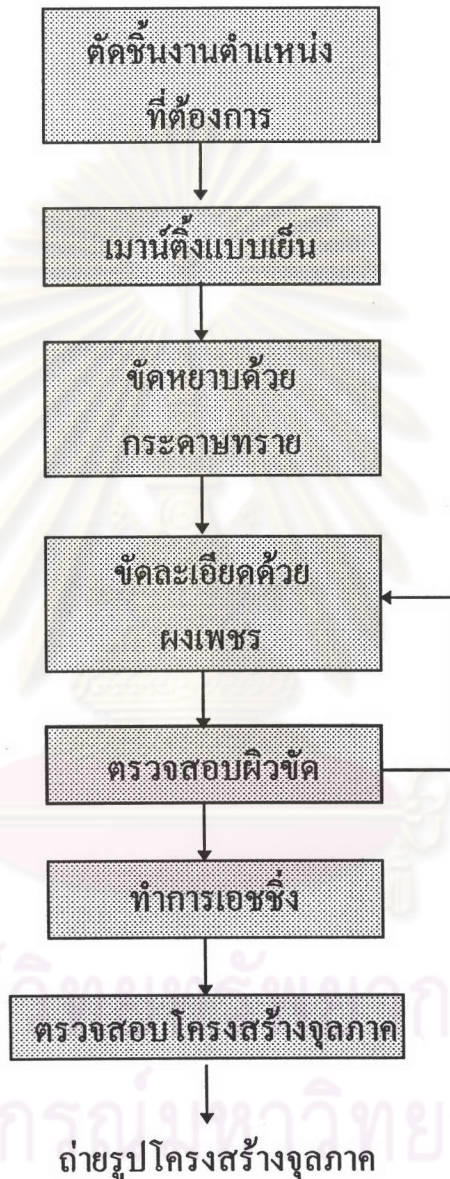 ตัดชิ้นงานตำแหน่ง
ที่ต้องการ
เมาน์ติ้งแบบเย็น
ขัดหยาบด้วย
กระดาษทราย
ขัดละเอียดด้วย
ผงเพชร
ตรวจสอบผิวขัด
ทำการเอชชิ่ง
ตรวจสอบโครงสร้างจุลภาค
ถ่ายรูปโครงสร้างจุลภาค